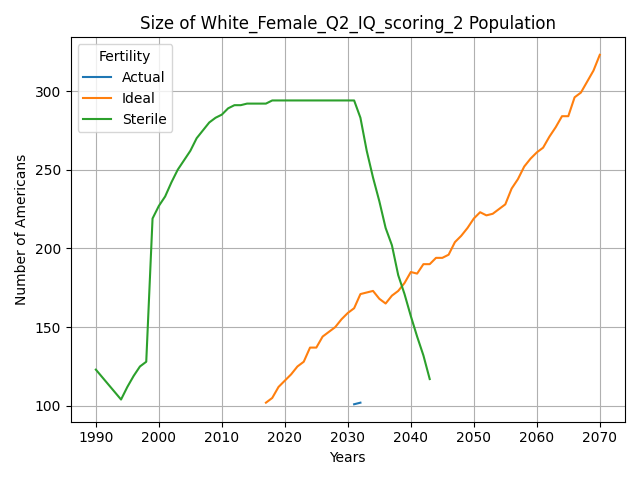 Size of White_Female_Q2_IQ_scoring_2 Population
Fertility
Actual
Ideal
Sterile
Number of Americans
300
250
200
150
100
1990 2000 2010 2020 2030 2040 2050 2060 2070
Years